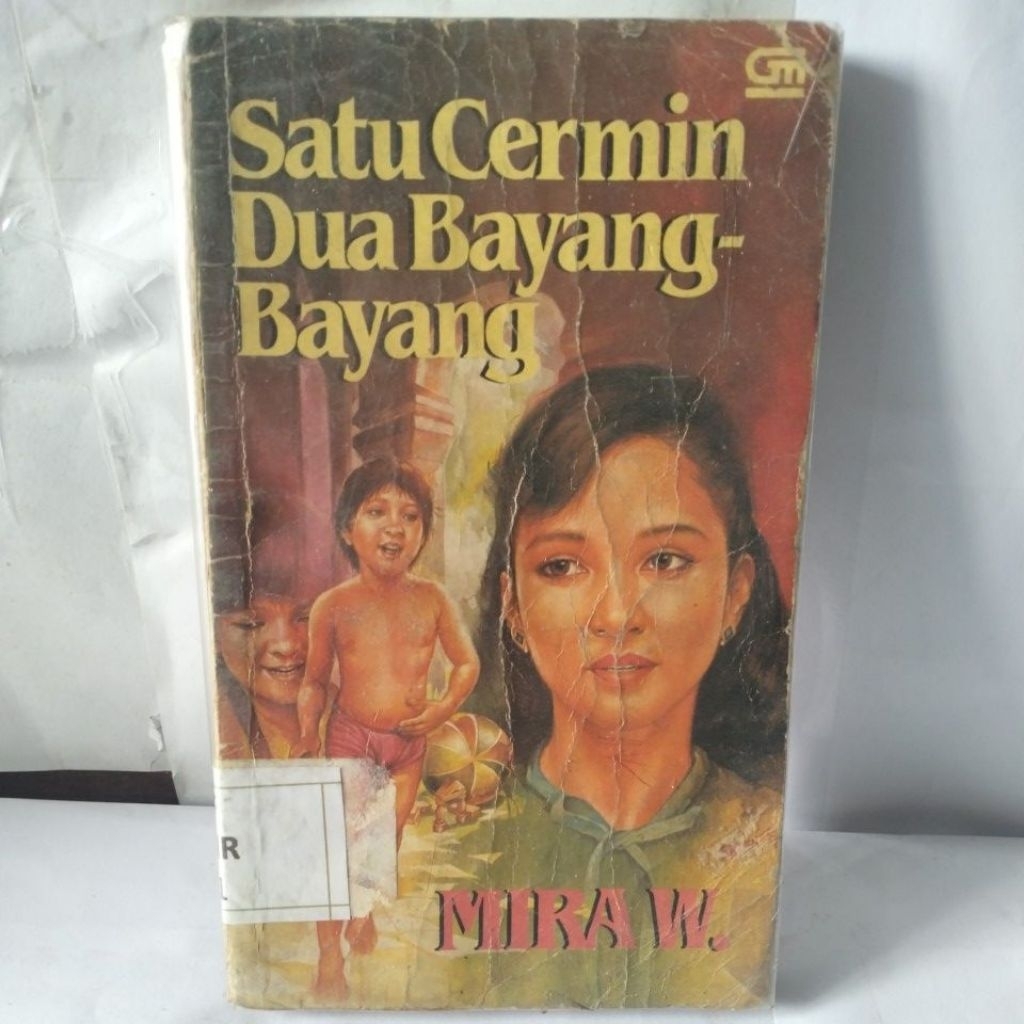 Gm
Satu Cermin
Dua Bayang-
Bayang
R
MIRA W.